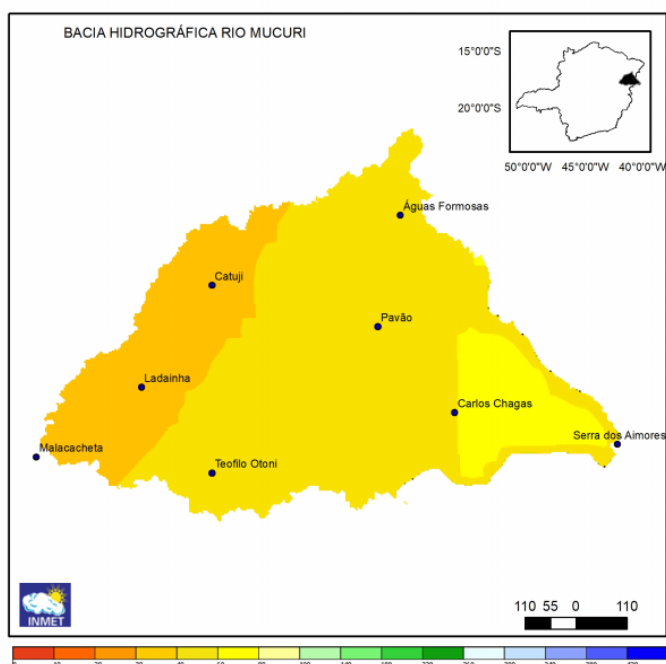 BACIA HIDROGRÁFICA RIO MUCURI
15°0'0"S
20°0'0"S
50°0'0"W 45°0'0"W 40°0'0"W
Águas Formosas
Catuji
Pavão
Ladainha
Carlos Chagas
Serra dos Aimores
Malacacheta
Teofilo Otoni
INMET
110 55 0 110